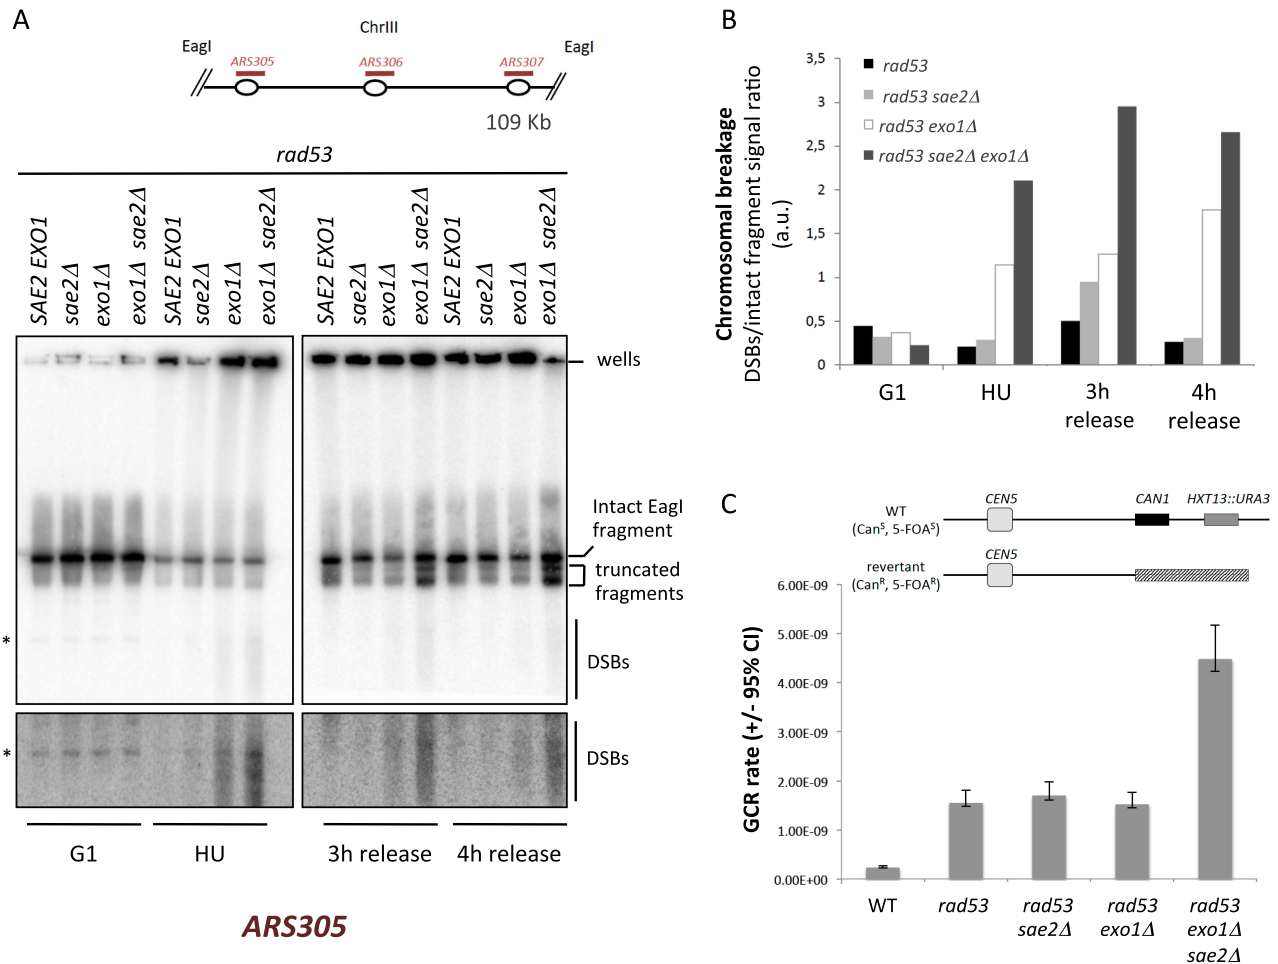 A
ChrIII
EagI
EagI
ARS305
ARS306
ARS307
109 Kb
rad53
SAE2 EXO1
sae2Δ
exo1Δ
exo1Δ sae2Δ
SAE2 EXO1
sae2Δ
exo1Δ
exo1Δ sae2Δ
SAE2 EXO1
sae2Δ
exo1Δ
exo1Δ sae2Δ
SAE2 EXO1
sae2Δ
exo1Δ
exo1Δ sae2Δ
wells
Intact EagI
fragment
truncated
fragments
*
DSBs
*
DSBs
G1
HU
3h release
4h release
ARS305
B
Chromosomal breakage
DSBs/intact fragment signal ratio
(a.u.)
3,5
3
2,5
2
1,5
1
0,5
0
rad53
rad53 sae2Δ
rad53 exo1Δ
rad53 sae2Δ exo1Δ
G1
HU
3h
release
4h
release
C
WT
(Canˢ, 5-FOAˢ)
CEN5
CAN1
HXT13::URA3
revertant
(Canᴿ, 5-FOAᴿ)
CEN5
GCR rate (+/- 95% CI)
6.00E-09
5.00E-09
4.00E-09
3.00E-09
2.00E-09
1.00E-09
0.00E+00
WT
rad53
rad53
sae2Δ
rad53
exo1Δ
rad53
exo1Δ
sae2Δ